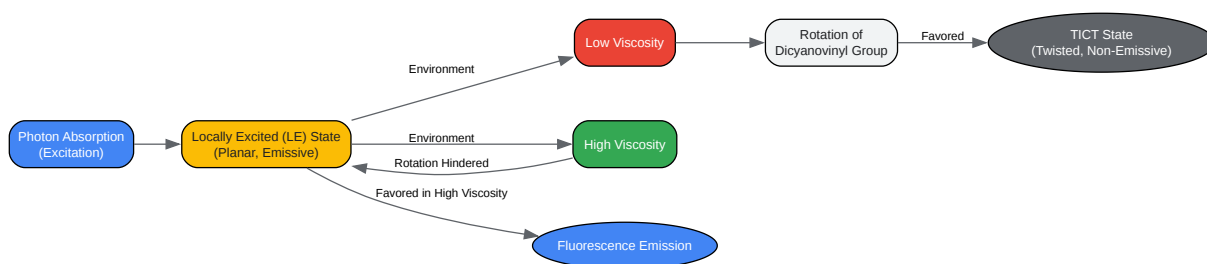 Low Viscosity
Rotation of
Dicyanovinyl Group
Favored
TICT State
(Twisted, Non-Emissive)
Environment
Photon Absorption
(Excitation)
Locally Excited (LE) State
(Planar, Emissive)
Environment
High Viscosity
Rotation Hindered
Favored in High Viscosity
Fluorescence Emission